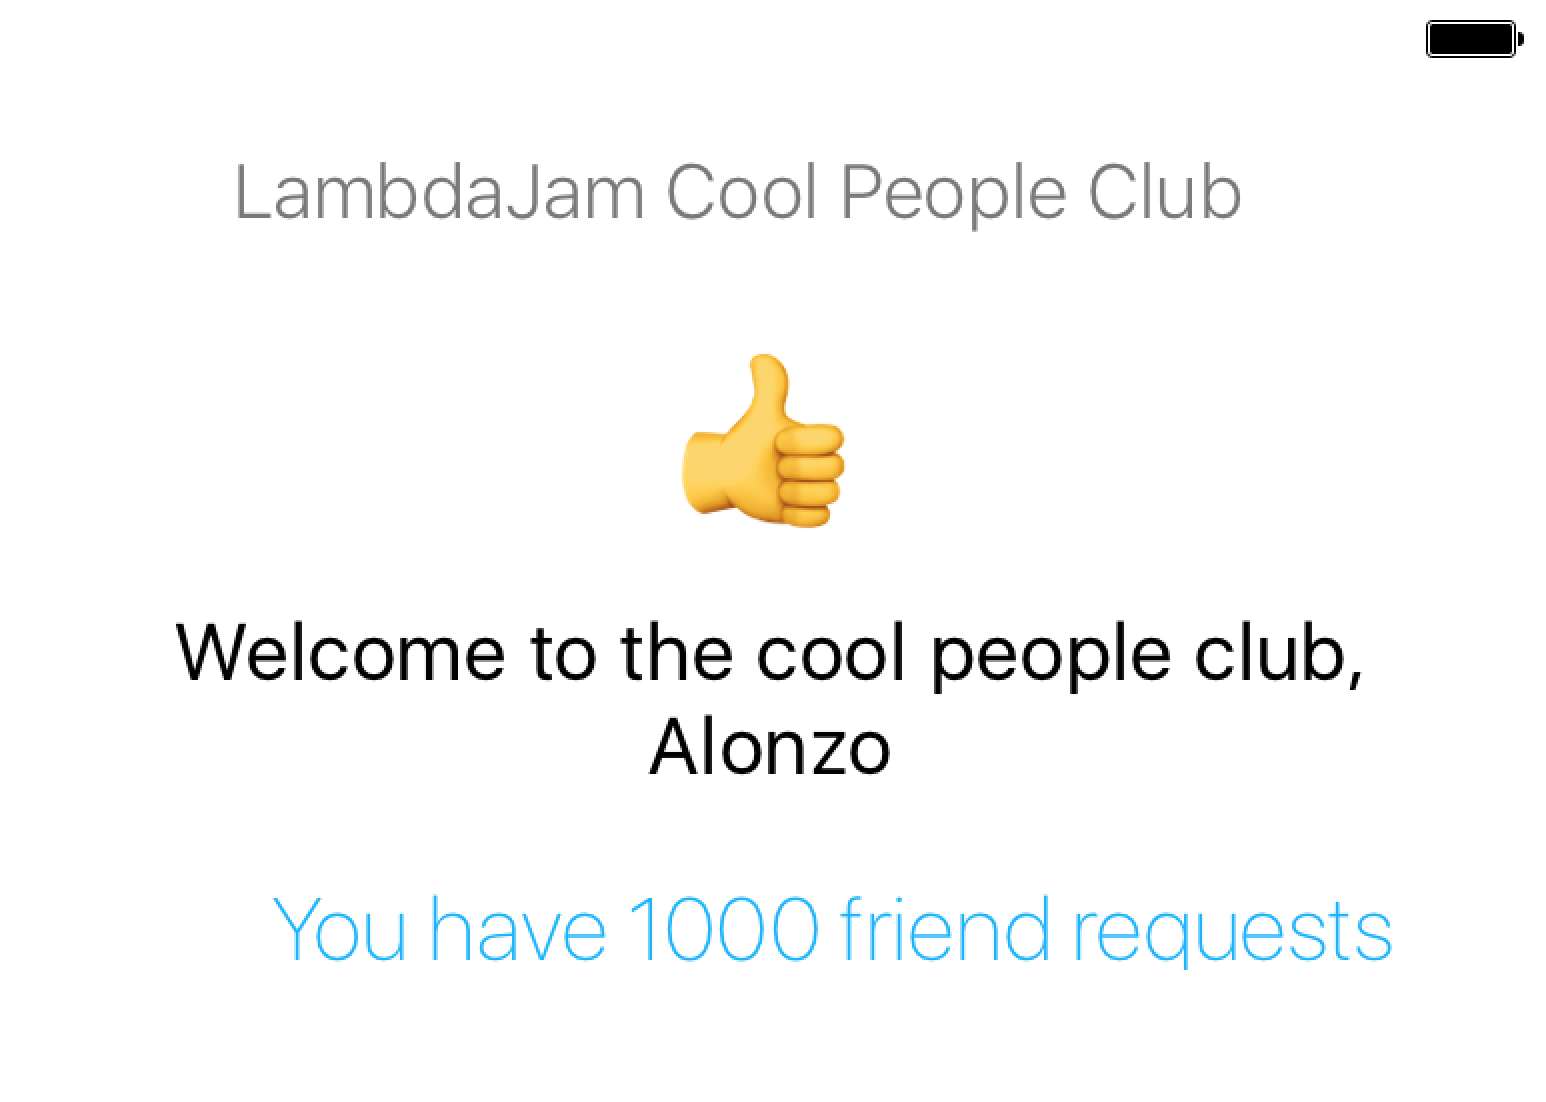 LambdaJam Cool People Club
👍
Welcome to the cool people club,
Alonzo
You have 1000 friend requests